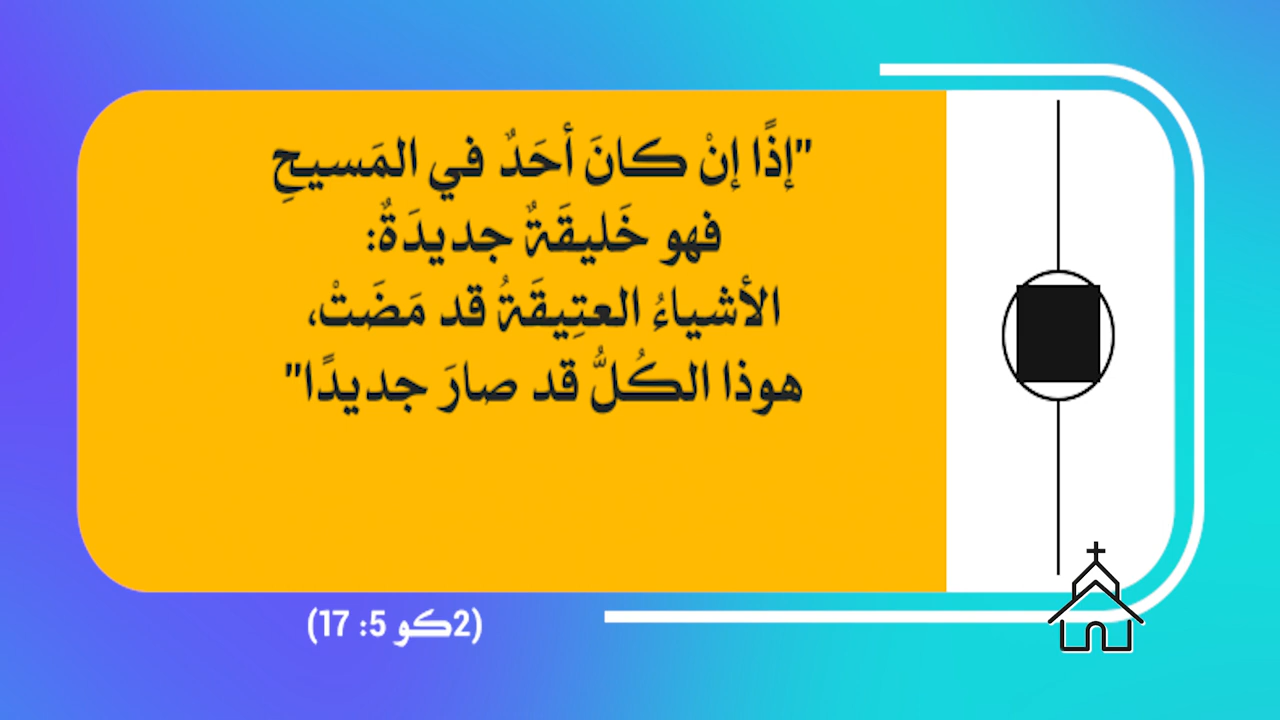 "إذًا إنْ كانَ أحَدٌ في المَسيحِ
فهو خَليقَةٌ جديدَةٌ:
الأشياءُ العتِيقَةُ قد مَضَتْ،
هوذا الكُلُّ قد صارَ جديدًا"
(2كو 5: 17)